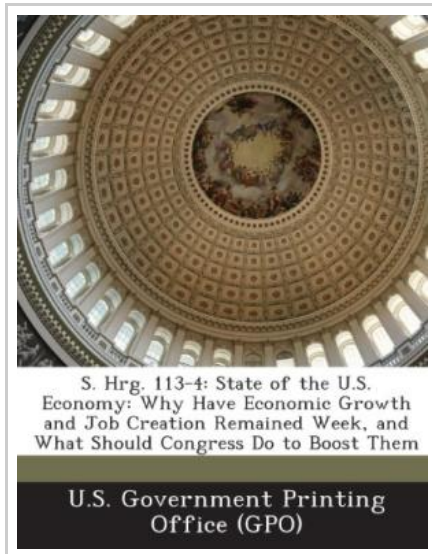 S. Hrg. 113-4: State of the U.S.
Economy: Why Have Economic Growth
and Job Creation Remained Week, and
What Should Congress Do to Boost Them
U.S. Government Printing
Office (GPO)